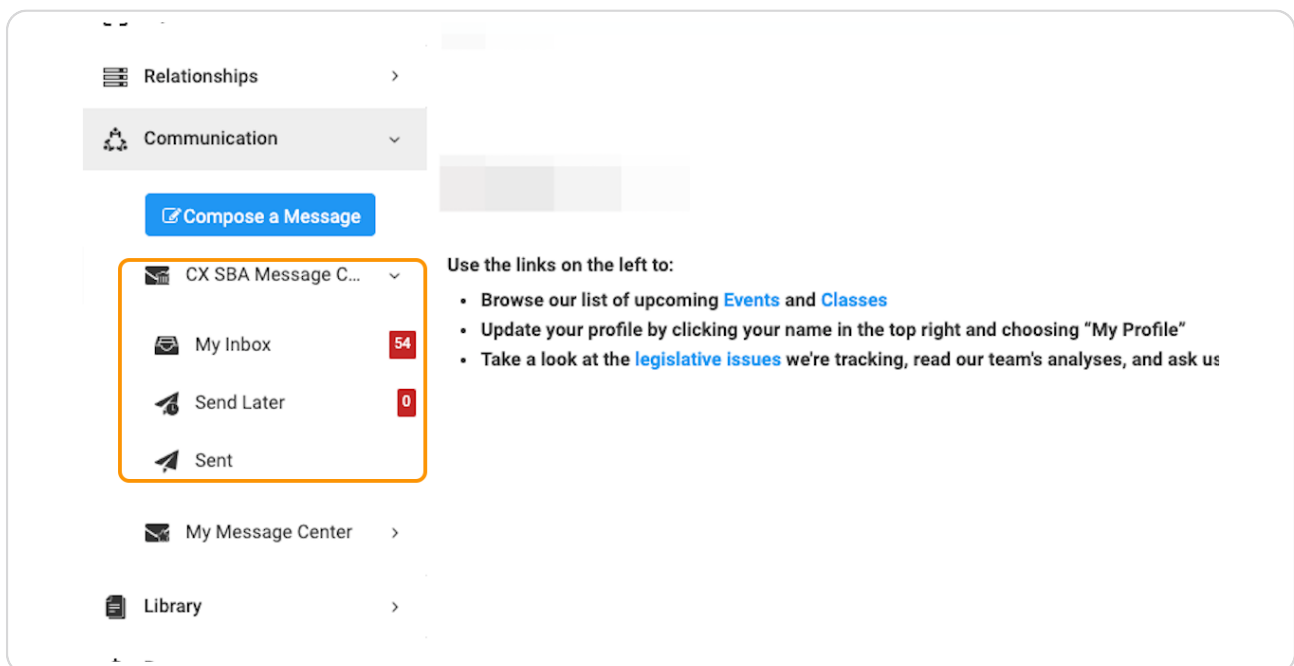 Relationships
Communication
Compose a Message
CX SBA Message C...
My Inbox 54
Send Later 0
Sent
My Message Center
Library
Use the links on the left to:
• Browse our list of upcoming Events and Classes
• Update your profile by clicking your name in the top right and choosing “My Profile”
• Take a look at the legislative issues we're tracking, read our team's analyses, and ask us